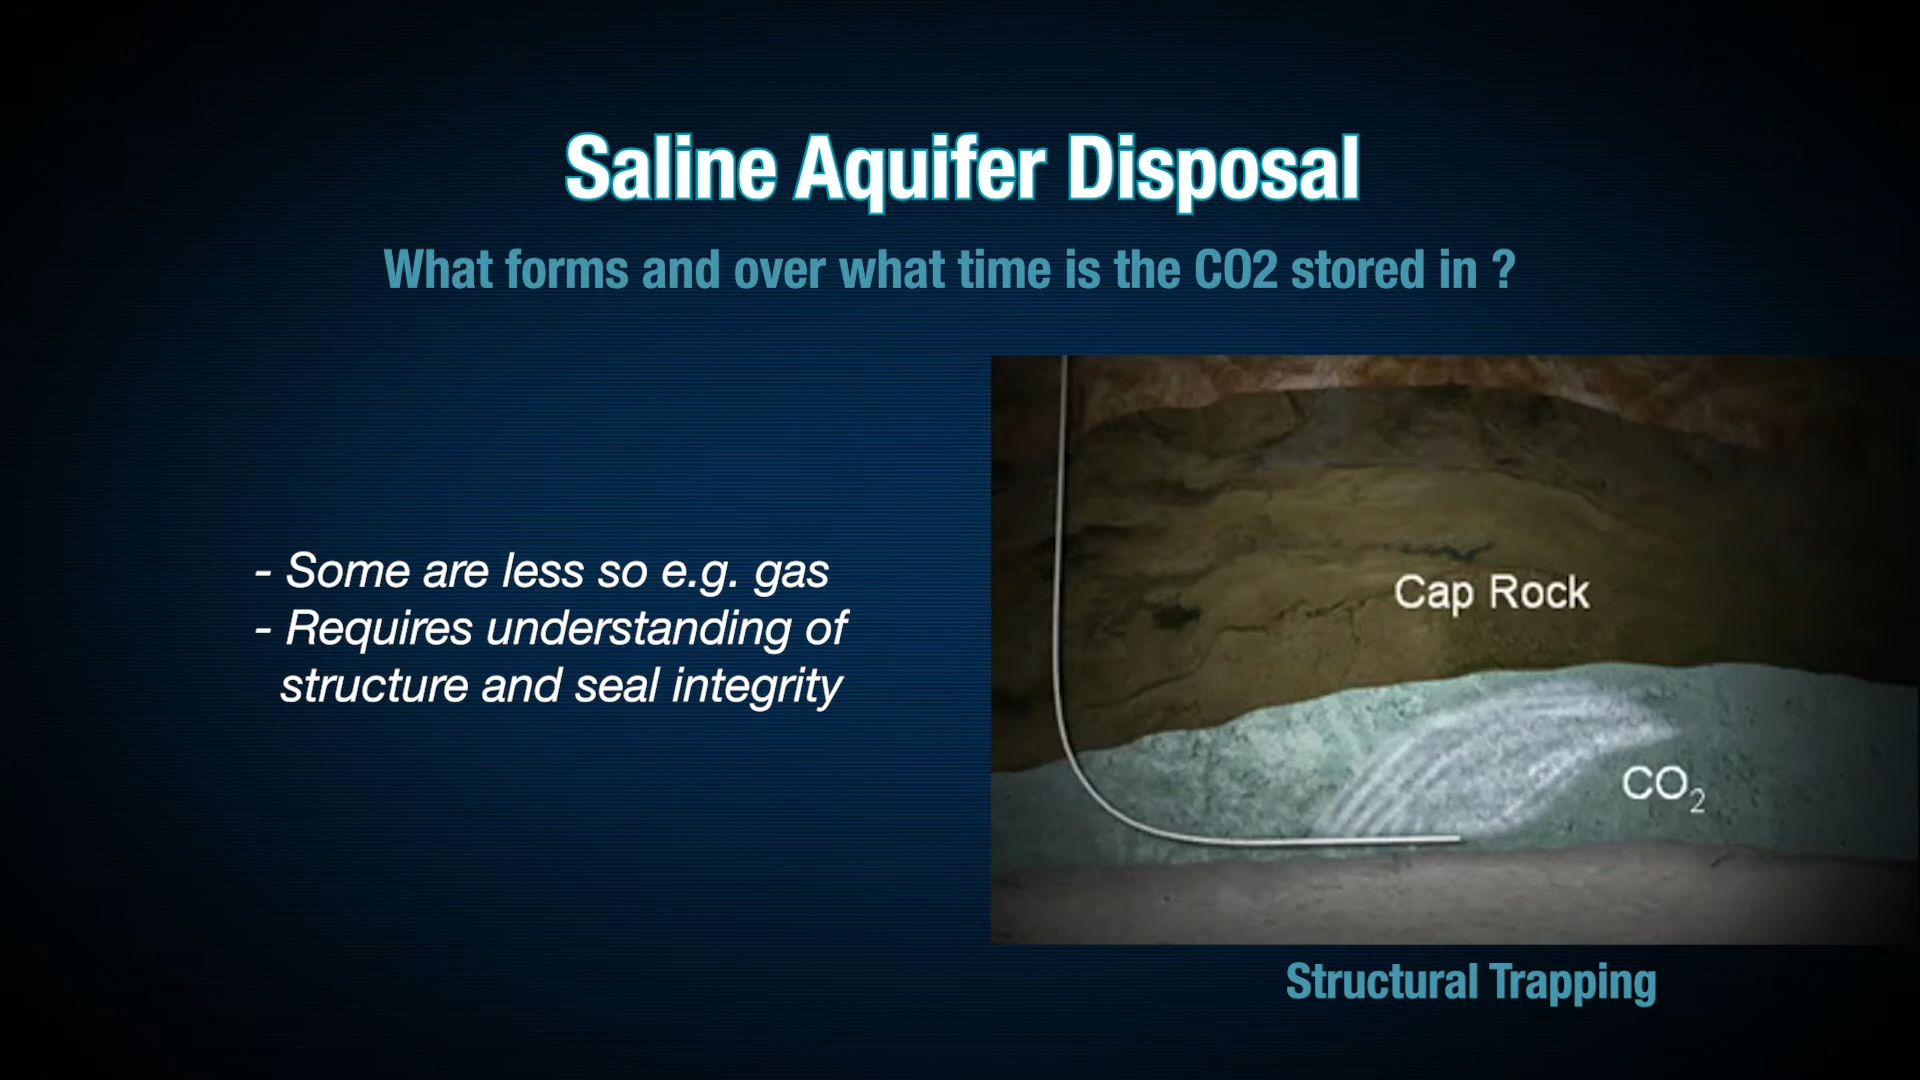 Saline Aquifer Disposal
What forms and over what time is the CO2 stored in ?
- Some are less so e.g. gas
- Requires understanding of
structure and seal integrity
Cap Rock
CO₂
Structural Trapping